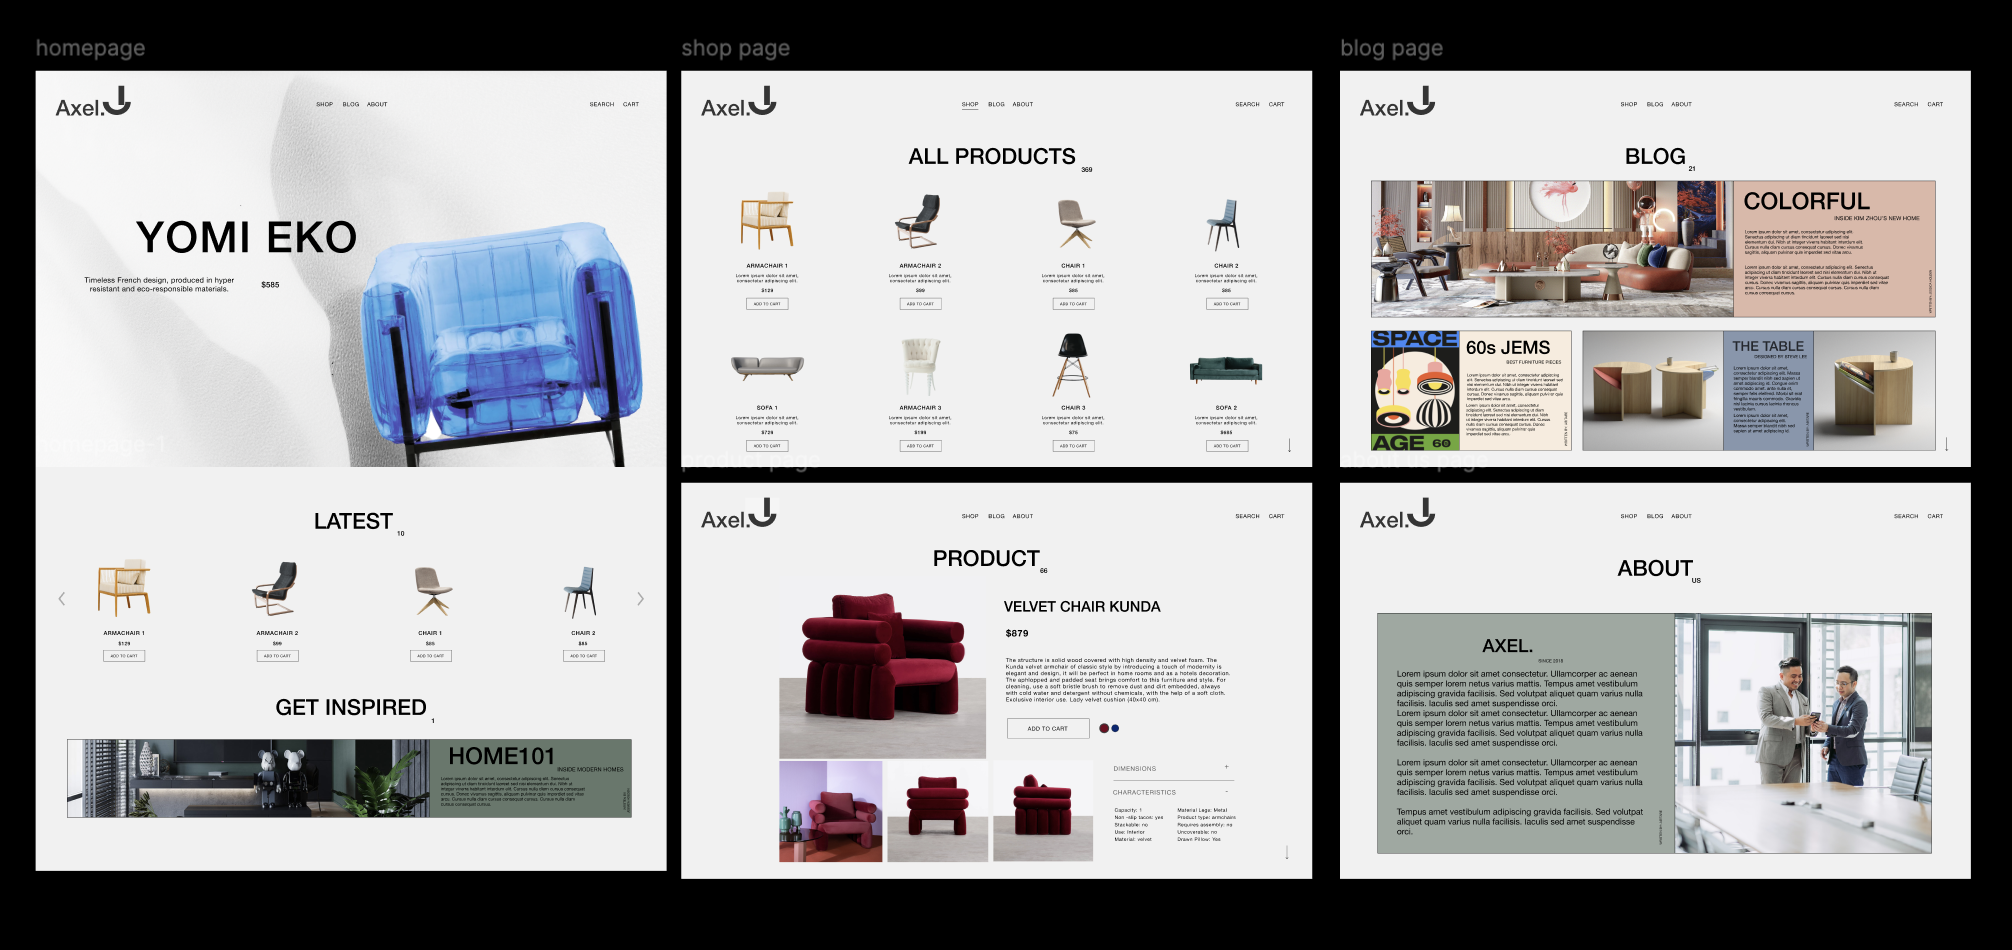 homepage
Axel.
SHOP BLOG ABOUT
SEARCH CART
YOMI EKO
Timeless French design, produced in hyper
resistant and eco-responsible materials.
$585
homepage-1
LATEST
10
ARMACHAIR 1
$129
ADD TO CART
ARMACHAIR 2
$99
ADD TO CART
CHAIR 1
$85
ADD TO CART
CHAIR 2
$85
ADD TO CART
GET INSPIRED
1
HOME101
INSIDE MODERN HOMES
shop page
Axel.
SHOP BLOG ABOUT
SEARCH CART
ALL PRODUCTS
369
ARMACHAIR 1
Lorem ipsum dolor sit amet,
consectetur adipiscing elit.
$129
ADD TO CART
ARMACHAIR 2
Lorem ipsum dolor sit amet,
consectetur adipiscing elit.
$99
ADD TO CART
CHAIR 1
Lorem ipsum dolor sit amet,
consectetur adipiscing elit.
$85
ADD TO CART
CHAIR 2
Lorem ipsum dolor sit amet,
consectetur adipiscing elit.
$85
ADD TO CART
SOFA 1
Lorem ipsum dolor sit amet,
consectetur adipiscing elit.
$726
ADD TO CART
ARMACHAIR 3
Lorem ipsum dolor sit amet,
consectetur adipiscing elit.
$198
ADD TO CART
CHAIR 3
Lorem ipsum dolor sit amet,
consectetur adipiscing elit.
$75
ADD TO CART
SOFA 2
Lorem ipsum dolor sit amet,
consectetur adipiscing elit.
$685
ADD TO CART
product page
Axel.
SHOP BLOG ABOUT
SEARCH CART
PRODUCT
66
VELVET CHAIR KUNDA
$879
The structure is solid wood covered with high density and velvet foam. The
Kunda velvet armchair of classic style by introducing a touch of modernity is
elegant and design, it will be perfect in home rooms and as a hotels decoration.
The aphtopped and padded seat brings comfort to this furniture and style. For
cleaning, use a soft bristle brush to remove dust and dirt embedded, always
with cold water and detergent without chemicals, with the help of a soft cloth.
Exclusive interior use. Lady velvet cushion (40x40 cm).
ADD TO CART
DIMENSIONS +
CHARACTERISTICS -
Capacity: 1
Non -slip tacos: yes
Stackable: no
Use: Interior
Material: velvet
Material Legs: Metal
Product type: armchairs
Requires assembly: no
Uncoverable: no
Drawn Pillow: Yes
blog page
Axel.
SHOP BLOG ABOUT
SEARCH CART
BLOG
21
COLORFUL
INSIDE KIM ZHOU'S NEW HOME
SPACE
AGE 60
60s JEMS
BEST FURNITURE PIECES
THE TABLE
DESIGNED BY STEVE LEE
about us page
Axel.
SHOP BLOG ABOUT
SEARCH CART
ABOUT
US
AXEL.
SINCE 2018
Lorem ipsum dolor sit amet consectetur. Ullamcorper ac aenean
quis semper lorem netus varius mattis. Tempus amet vestibulum
adipiscing gravida facilisis. Sed volutpat aliquet quam varius nulla
facilisis. Iaculis sed amet suspendisse orci.
Lorem ipsum dolor sit amet consectetur. Ullamcorper ac aenean
quis semper lorem netus varius mattis. Tempus amet vestibulum
adipiscing gravida facilisis. Sed volutpat aliquet quam varius nulla
facilisis. Iaculis sed amet suspendisse orci.
Lorem ipsum dolor sit amet consectetur. Ullamcorper ac aenean
quis semper lorem netus varius mattis. Tempus amet vestibulum
adipiscing gravida facilisis. Sed volutpat aliquet quam varius nulla
facilisis. Iaculis sed amet suspendisse orci.
Tempus amet vestibulum adipiscing gravida facilisis. Sed volutpat
aliquet quam varius nulla facilisis. Iaculis sed amet suspendisse
orci.